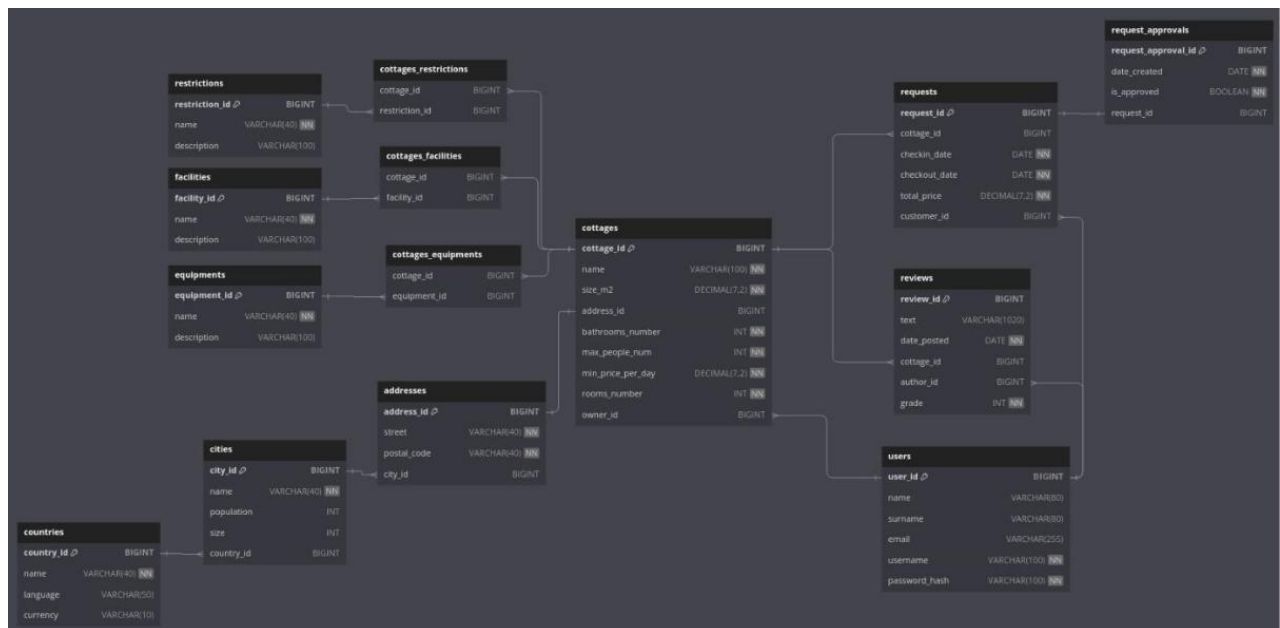 request_approvals
request_approval_id BIGINT
date_created DATE NN
is_approved BOOLEAN NN
request_id BIGINT
cottages_restrictions
cottage_id BIGINT
restriction_id BIGINT
restrictions
restriction_id BIGINT
name VARCHAR(40) NN
description VARCHAR(100)
requests
request_id BIGINT
cottage_id BIGINT
checkin_date DATE NN
checkout_date DATE NN
total_price DECIMAL(7,2) NN
customer_id BIGINT
cottages_facilities
cottage_id BIGINT
facility_id BIGINT
facilities
facility_id BIGINT
name VARCHAR(40) NN
description VARCHAR(100)
cottages
cottage_id BIGINT
name VARCHAR(100) NN
size_m2 DECIMAL(7,2) NN
address_id BIGINT
bathrooms_number INT NN
max_people_num INT NN
min_price_per_day DECIMAL(7,2) NN
rooms_number INT NN
owner_id BIGINT
cottages_equipments
cottage_id BIGINT
equipment_id BIGINT
equipments
equipment_id BIGINT
name VARCHAR(40) NN
description VARCHAR(100)
reviews
review_id BIGINT
text VARCHAR(1020)
date_posted DATE NN
cottage_id BIGINT
author_id BIGINT
grade INT NN
addresses
address_id BIGINT
street VARCHAR(40) NN
postal_code VARCHAR(40) NN
city_id BIGINT
cities
city_id BIGINT
name VARCHAR(40) NN
population INT
size INT
country_id BIGINT
users
user_id BIGINT
name VARCHAR(80)
surname VARCHAR(80)
email VARCHAR(255)
username VARCHAR(100) NN
password_hash VARCHAR(100) NN
countries
country_id BIGINT
name VARCHAR(40) NN
language VARCHAR(50)
currency VARCHAR(10)